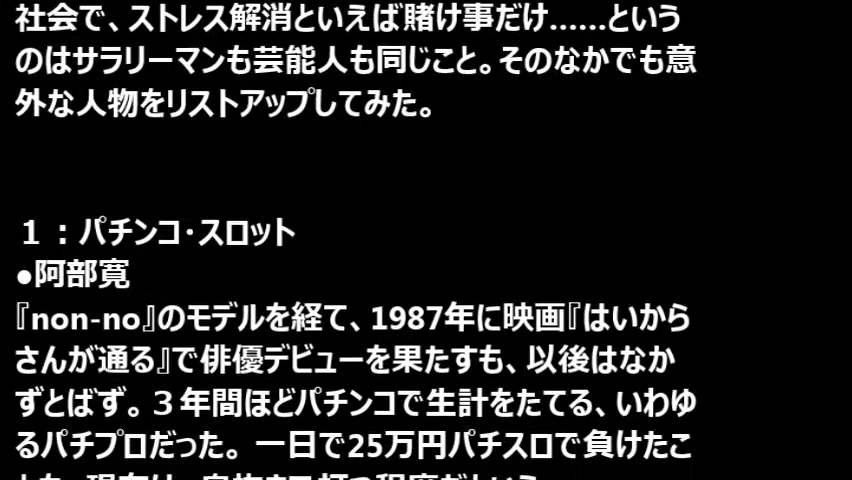 社会で、ストレス解消といえば賭け事だけ……という
のはサラリーマンも芸能人も同じこと。そのなかでも意
外な人物をリストアップしてみた。
１：パチンコ・スロット
●阿部寛
『non-no』のモデルを経て、1987年に映画『はいから
さんが通る』で俳優デビューを果たすも、以後はなか
ずとばず。３年間ほどパチンコで生計をたてる、いわゆ
るパチプロだった。一日で25万円パチスロで負けたこ